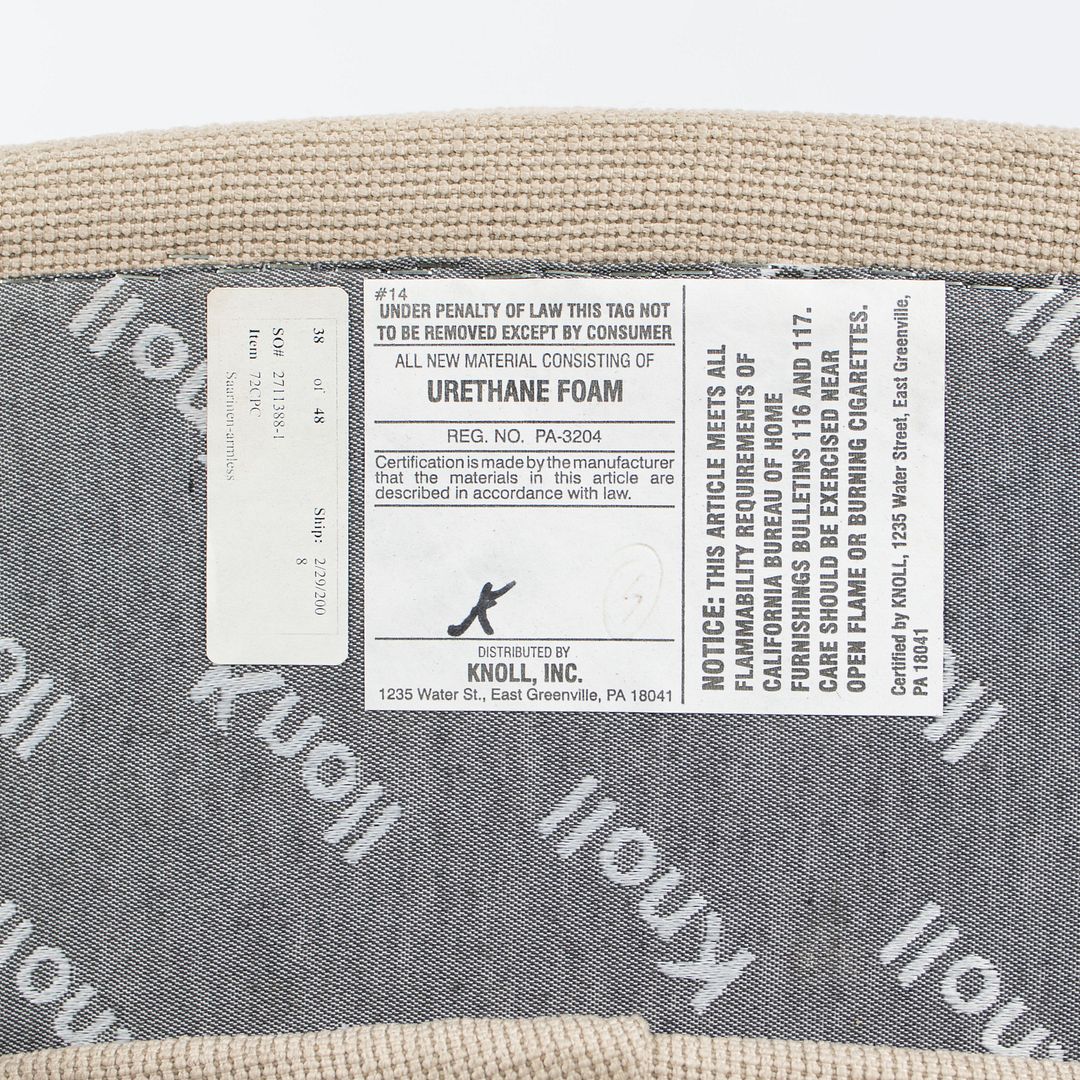 38 of 48 Ship: 2/29/200
8
SO# 2711388-1
Item 72CPC
Saarinen-armless
#14
UNDER PENALTY OF LAW THIS TAG NOT
TO BE REMOVED EXCEPT BY CONSUMER
ALL NEW MATERIAL CONSISTING OF
URETHANE FOAM
REG. NO. PA-3204
Certification is made by the manufacturer
that the materials in this article are
described in accordance with law.
DISTRIBUTED BY
KNOLL, INC.
1235 Water St., East Greenville, PA 18041
NOTICE: THIS ARTICLE MEETS ALL
FLAMMABILITY REQUIREMENTS OF
CALIFORNIA BUREAU OF HOME
FURNISHINGS BULLETINS 116 AND 117.
CARE SHOULD BE EXERCISED NEAR
OPEN FLAME OR BURNING CIGARETTES.
Certified by KNOLL, 1235 Water Street, East Greenville,
PA 18041
Knoll
Knoll
Knoll
Knoll
Knoll